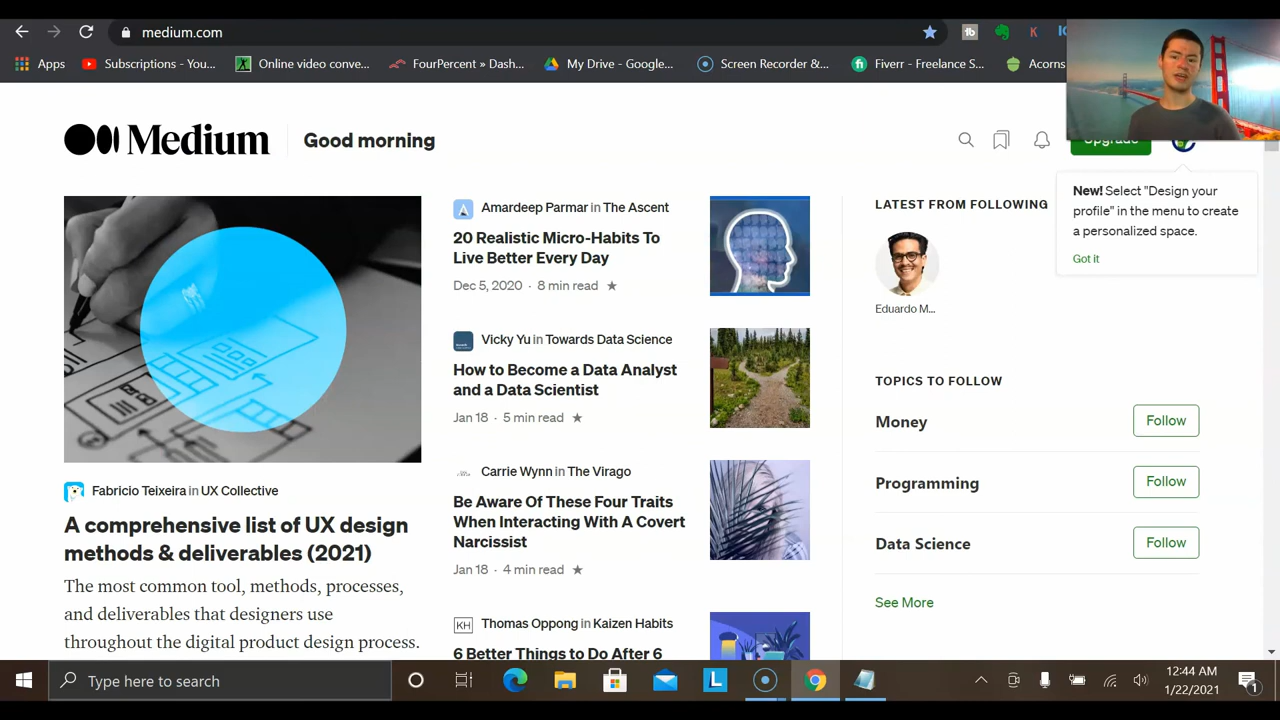 medium.com
Apps
Subscriptions - You...
Online video conve...
FourPercent » Dash...
My Drive - Google...
Screen Recorder &...
Fiverr - Freelance S...
Acorns
Medium
Good morning
Upgrade
New! Select "Design your
profile" in the menu to create
a personalized space.
Got it
Amardeep Parmar in The Ascent
20 Realistic Micro-Habits To
Live Better Every Day
Dec 5, 2020 · 8 min read
Vicky Yu in Towards Data Science
How to Become a Data Analyst
and a Data Scientist
Jan 18 · 5 min read
Carrie Wynn in The Virago
Be Aware Of These Four Traits
When Interacting With A Covert
Narcissist
Jan 18 · 4 min read
KH
Thomas Oppong in Kaizen Habits
6 Better Things to Do After 6
Fabricio Teixeira in UX Collective
A comprehensive list of UX design
methods & deliverables (2021)
The most common tool, methods, processes,
and deliverables that designers use
throughout the digital product design process.
LATEST FROM FOLLOWING
Eduardo M...
TOPICS TO FOLLOW
Money
Follow
Programming
Follow
Data Science
Follow
See More
Type here to search
L
12:44 AM
1/22/2021
1